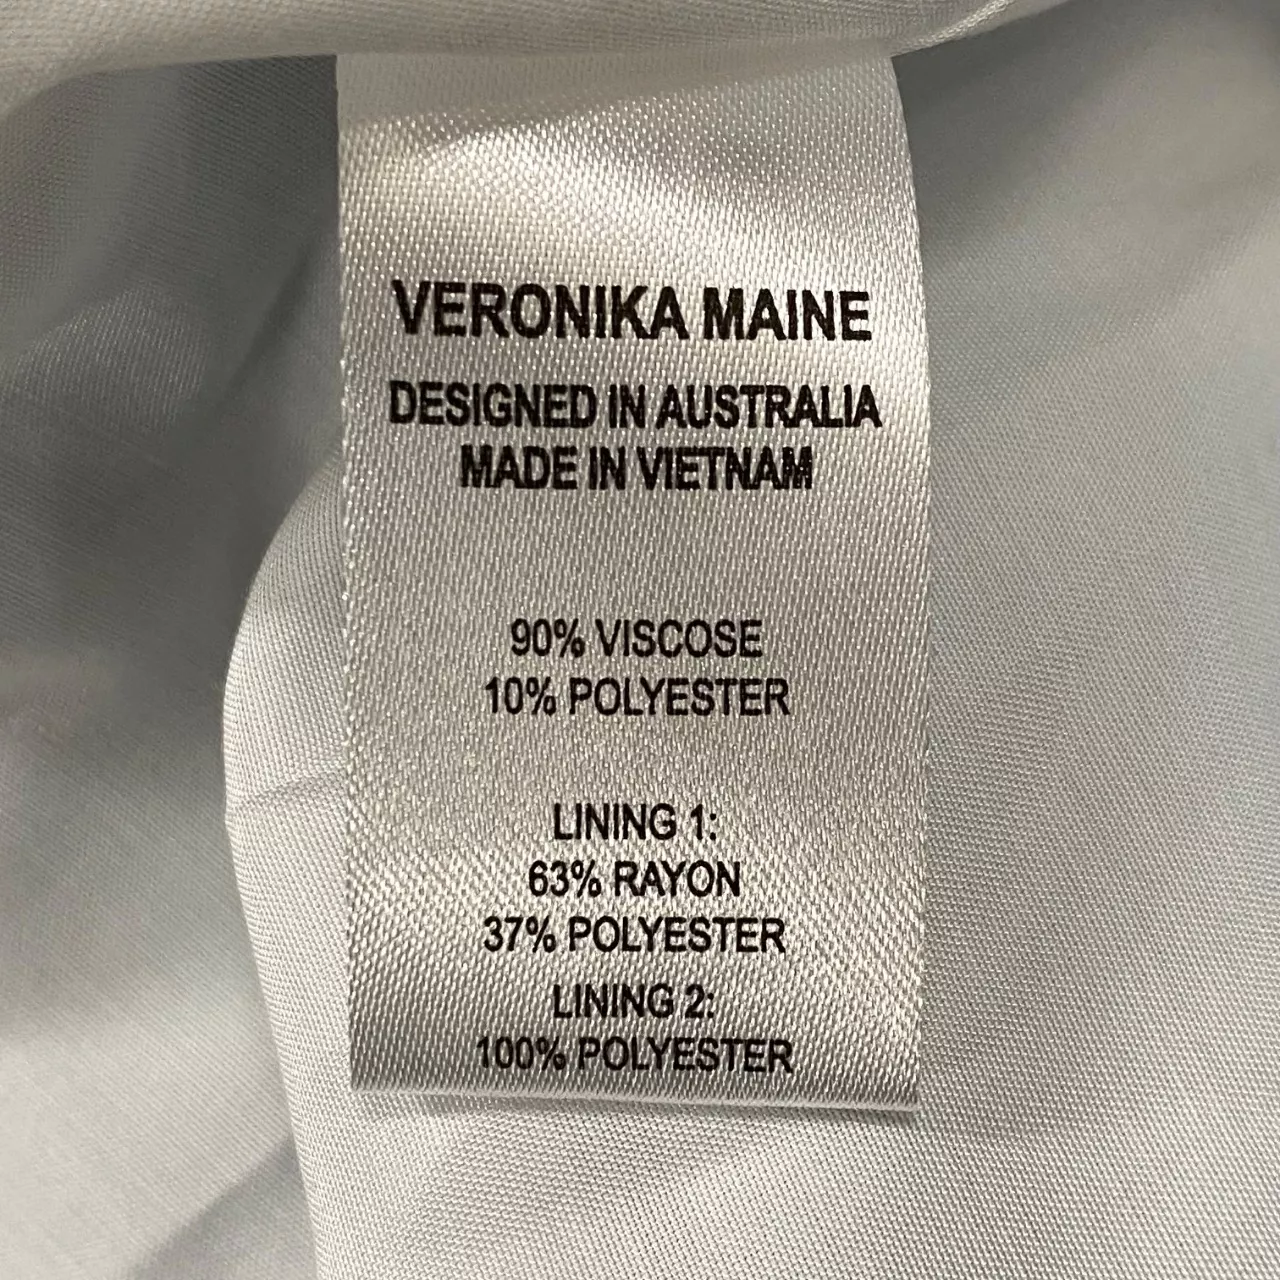 VERONIKA MAINE
DESIGNED IN AUSTRALIA
MADE IN VIETNAM
90% VISCOSE
10% POLYESTER
LINING 1:
63% RAYON
37% POLYESTER
LINING 2:
100% POLYESTER